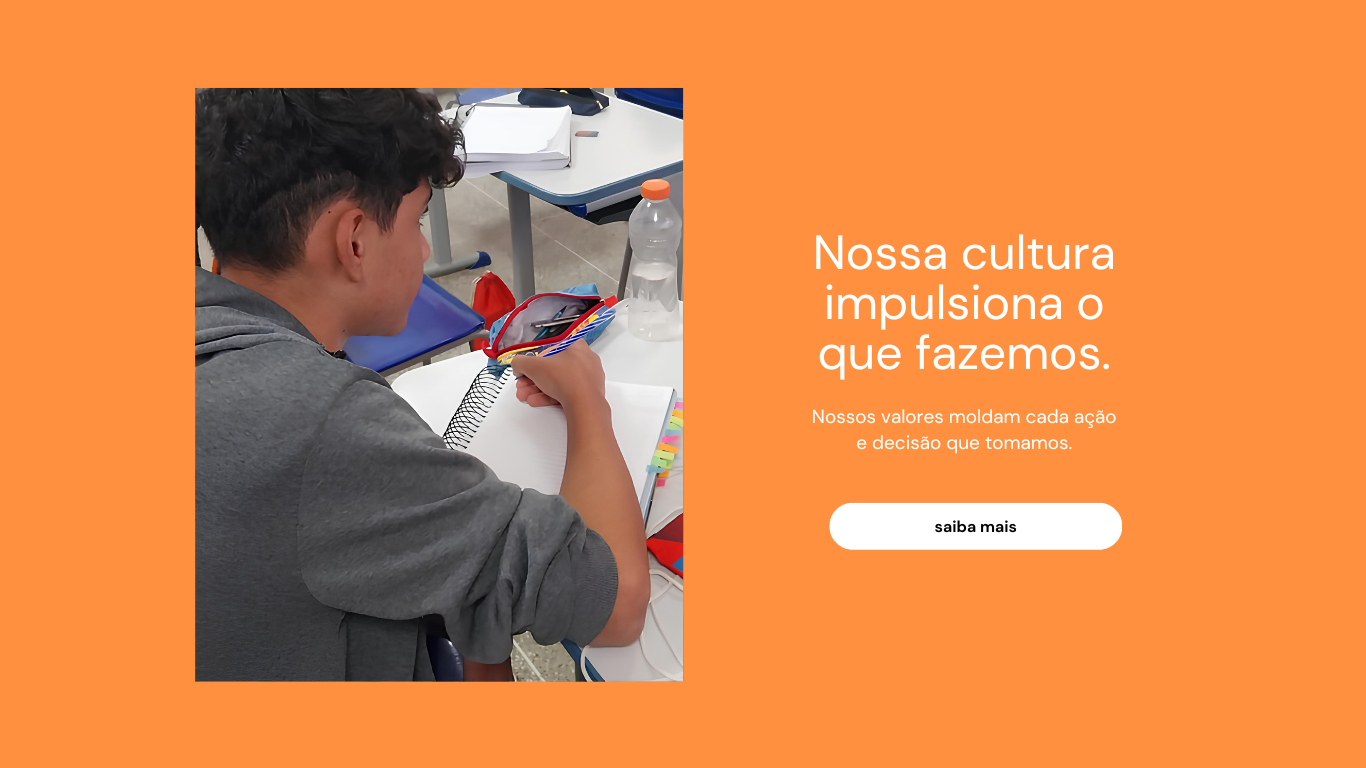 Nossa cultura
impulsiona o
que fazemos.
Nossos valores moldam cada ação
e decisão que tomamos.
saiba mais